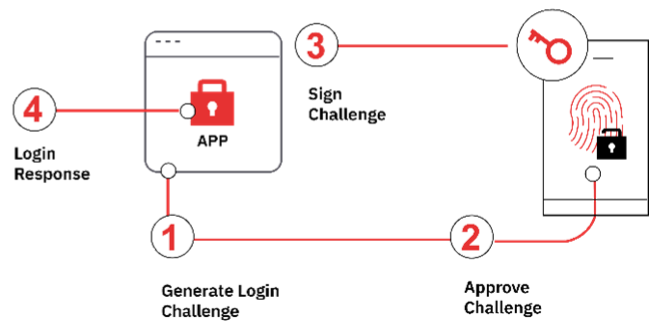 3
Sign
Challenge
4
APP
Login
Response
1
2
Generate Login
Challenge
Approve
Challenge